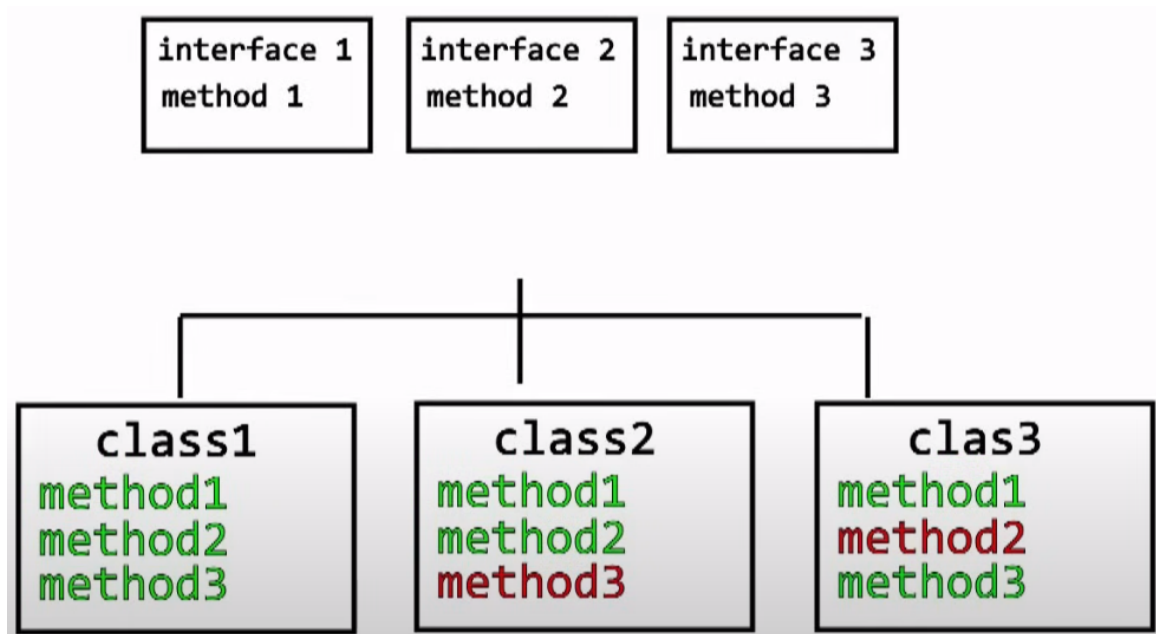 interface 1
method 1
interface 2
method 2
interface 3
method 3
class1
method1
method2
method3
class2
method1
method2
method3
clas3
method1
method2
method3